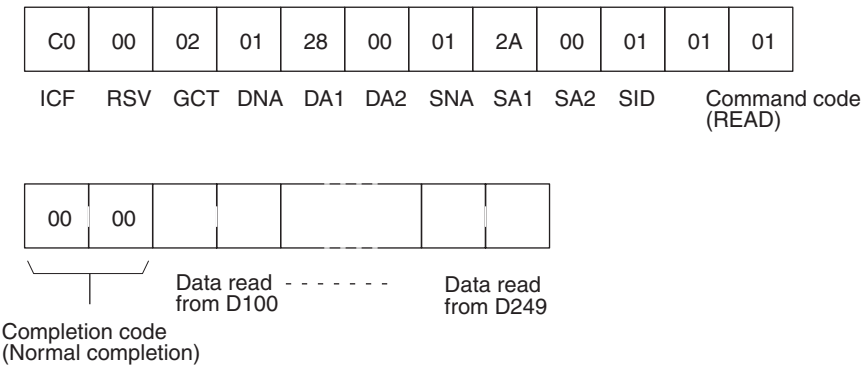 C0 00 02 01 28 00 01 2A 00 01 01 01
ICF RSV GCT DNA DA1 DA2 SNA SA1 SA2 SID Command code
(READ)
00 00
Data read - - - - - - - Data read
from D100 from D249
Completion code
(Normal completion)